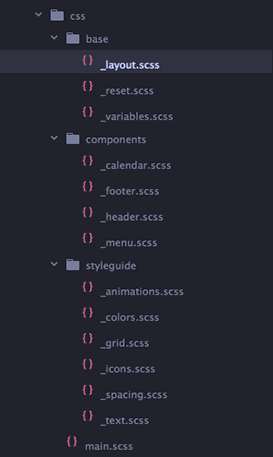 css
base
_layout.scss
_reset.scss
_variables.scss
components
_calendar.scss
_footer.scss
_header.scss
_menu.scss
styleguide
_animations.scss
_colors.scss
_grid.scss
_icons.scss
_spacing.scss
_text.scss
main.scss